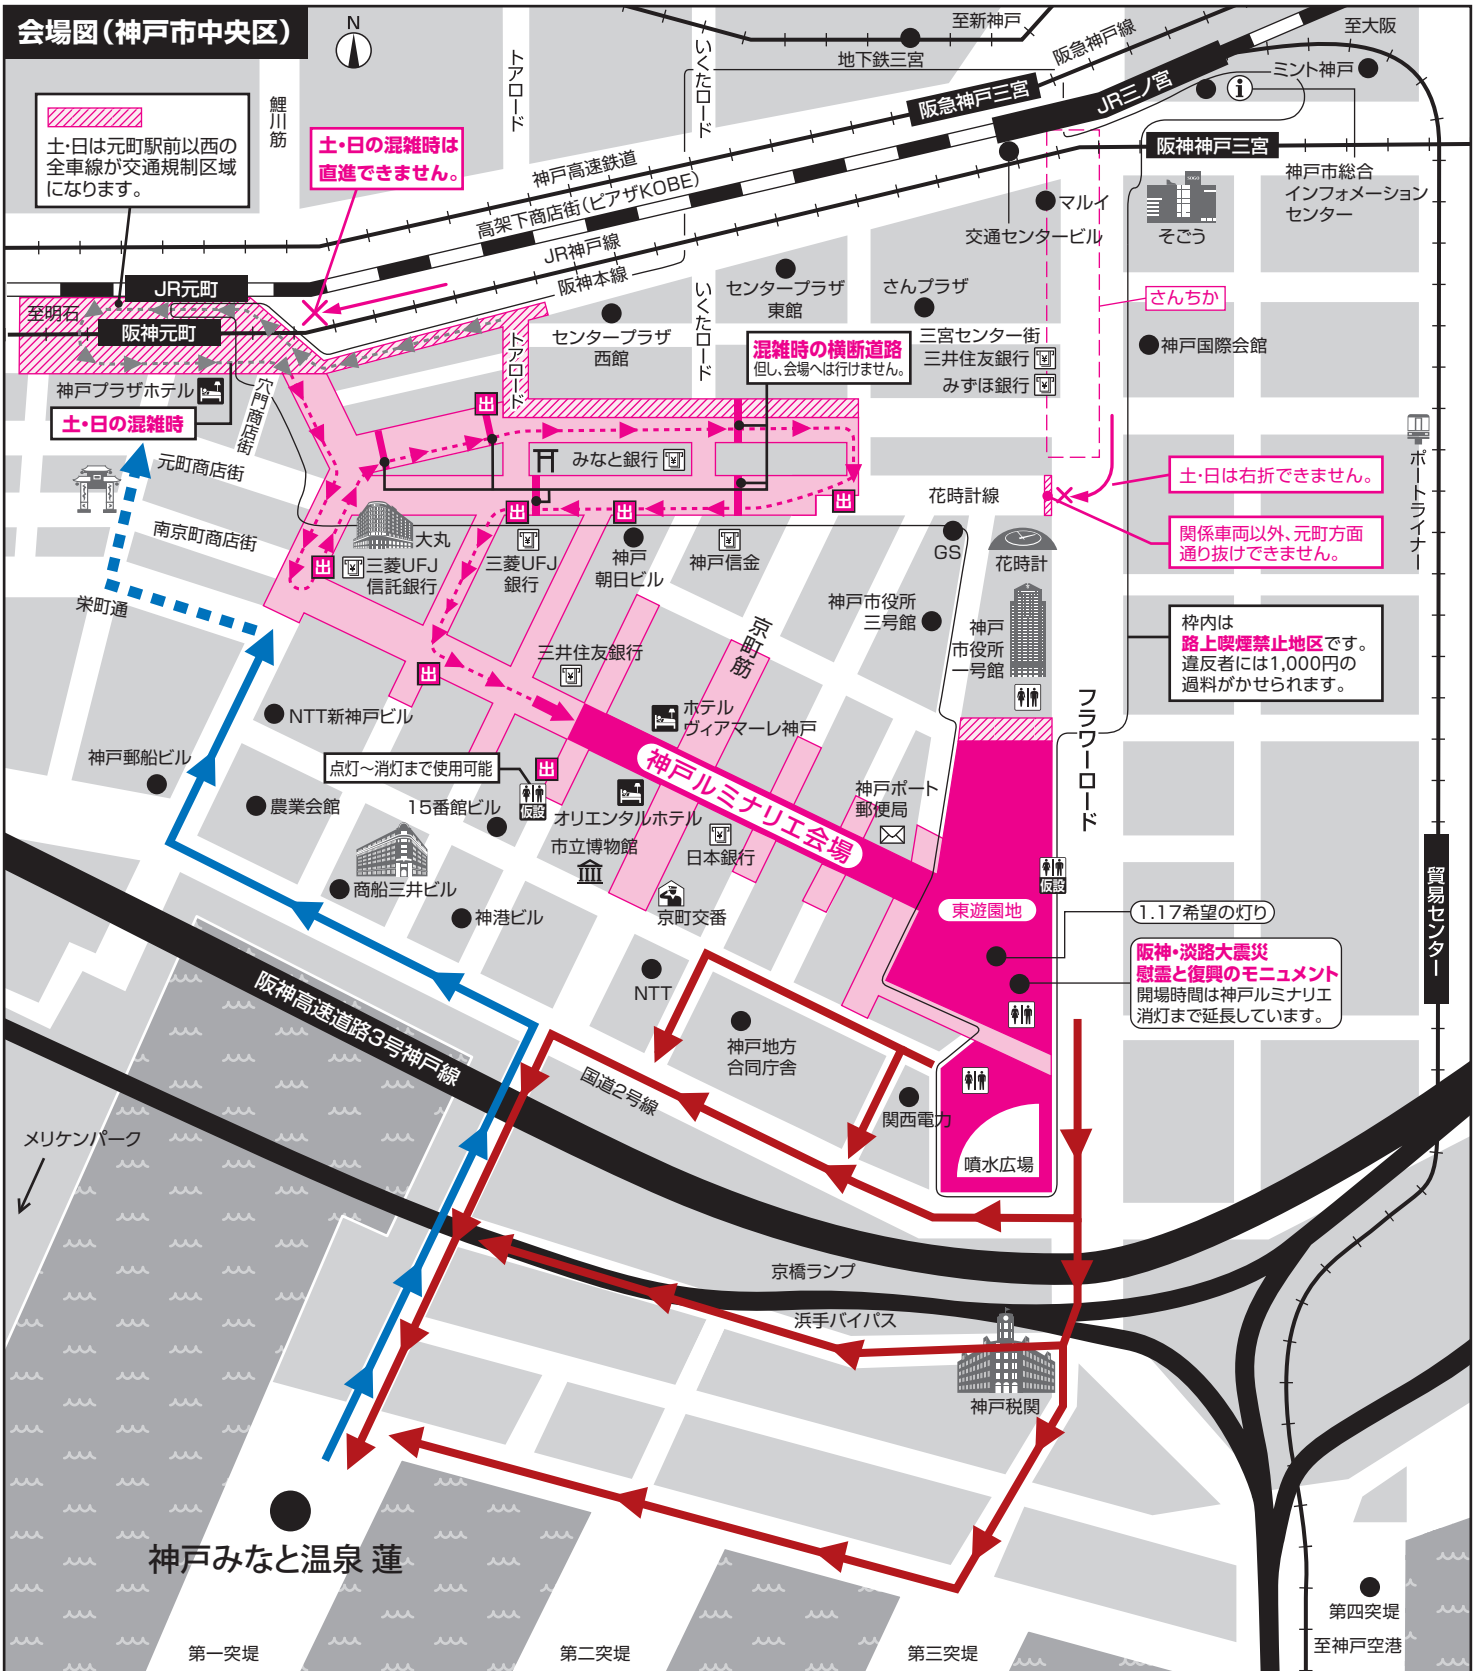 会場図(神戸市中央区)
N
至新神戸
地下鉄三宮
阪急神戸線
至大阪
ミント神戸
トアロード
いくたロード
鯉川筋
阪急神戸三宮
JR三ノ宮
i
阪神神戸三宮
土・日は元町駅前以西の
全車線が交通規制区域
になります。
土・日の混雑時は
直進できません。
神戸高速鉄道
高架下商店街(ピアザKOBE)
JR神戸線
阪神本線
マルイ
交通センタービル
SOGO
そごう
神戸市総合
インフォメーション
センター
JR元町
至明石
阪神元町
センタープラザ
東館
さんプラザ
さんちか
センタープラザ
西館
いくたロード
トアロード
三宮センター街
三井住友銀行
みずほ銀行
神戸国際会館
混雑時の横断道路
但し、会場へは行けません。
神戸プラザホテル
穴門商店街
土・日の混雑時
出
元町商店街
みなと銀行
ポートライナー
土・日は右折できません。
花時計線
出
出
出
南京町商店街
大丸
三菱UFJ
信託銀行
出
三菱UFJ
銀行
神戸
朝日ビル
神戸信金
GS
花時計
関係車両以外、元町方面
通り抜けできません。
栄町通
神戸市役所
三号館
神戸
市役所
一号館
枠内は
路上喫煙禁止地区です。
違反者には1,000円の
過料がかせられます。
京町筋
三井住友銀行
出
NTT新神戸ビル
ホテル
ヴィアマーレ神戸
フラワーロード
神戸郵船ビル
点灯〜消灯まで使用可能
出
神戸ルミナリエ会場
神戸ポート
郵便局
農業会館
15番館ビル
仮設
オリエンタルホテル
市立博物館
日本銀行
仮設
貿易センター
商船三井ビル
神港ビル
京町交番
東遊園地
1.17希望の灯り
阪神・淡路大震災
慰霊と復興のモニュメント
開場時間は神戸ルミナリエ
消灯まで延長しています。
NTT
阪神高速道路3号神戸線
神戸地方
合同庁舎
国道2号線
関西電力
メリケンパーク
噴水広場
京橋ランプ
浜手バイパス
神戸税関
神戸みなと温泉 蓮
第一突堤
第二突堤
第三突堤
第四突堤
至神戸空港